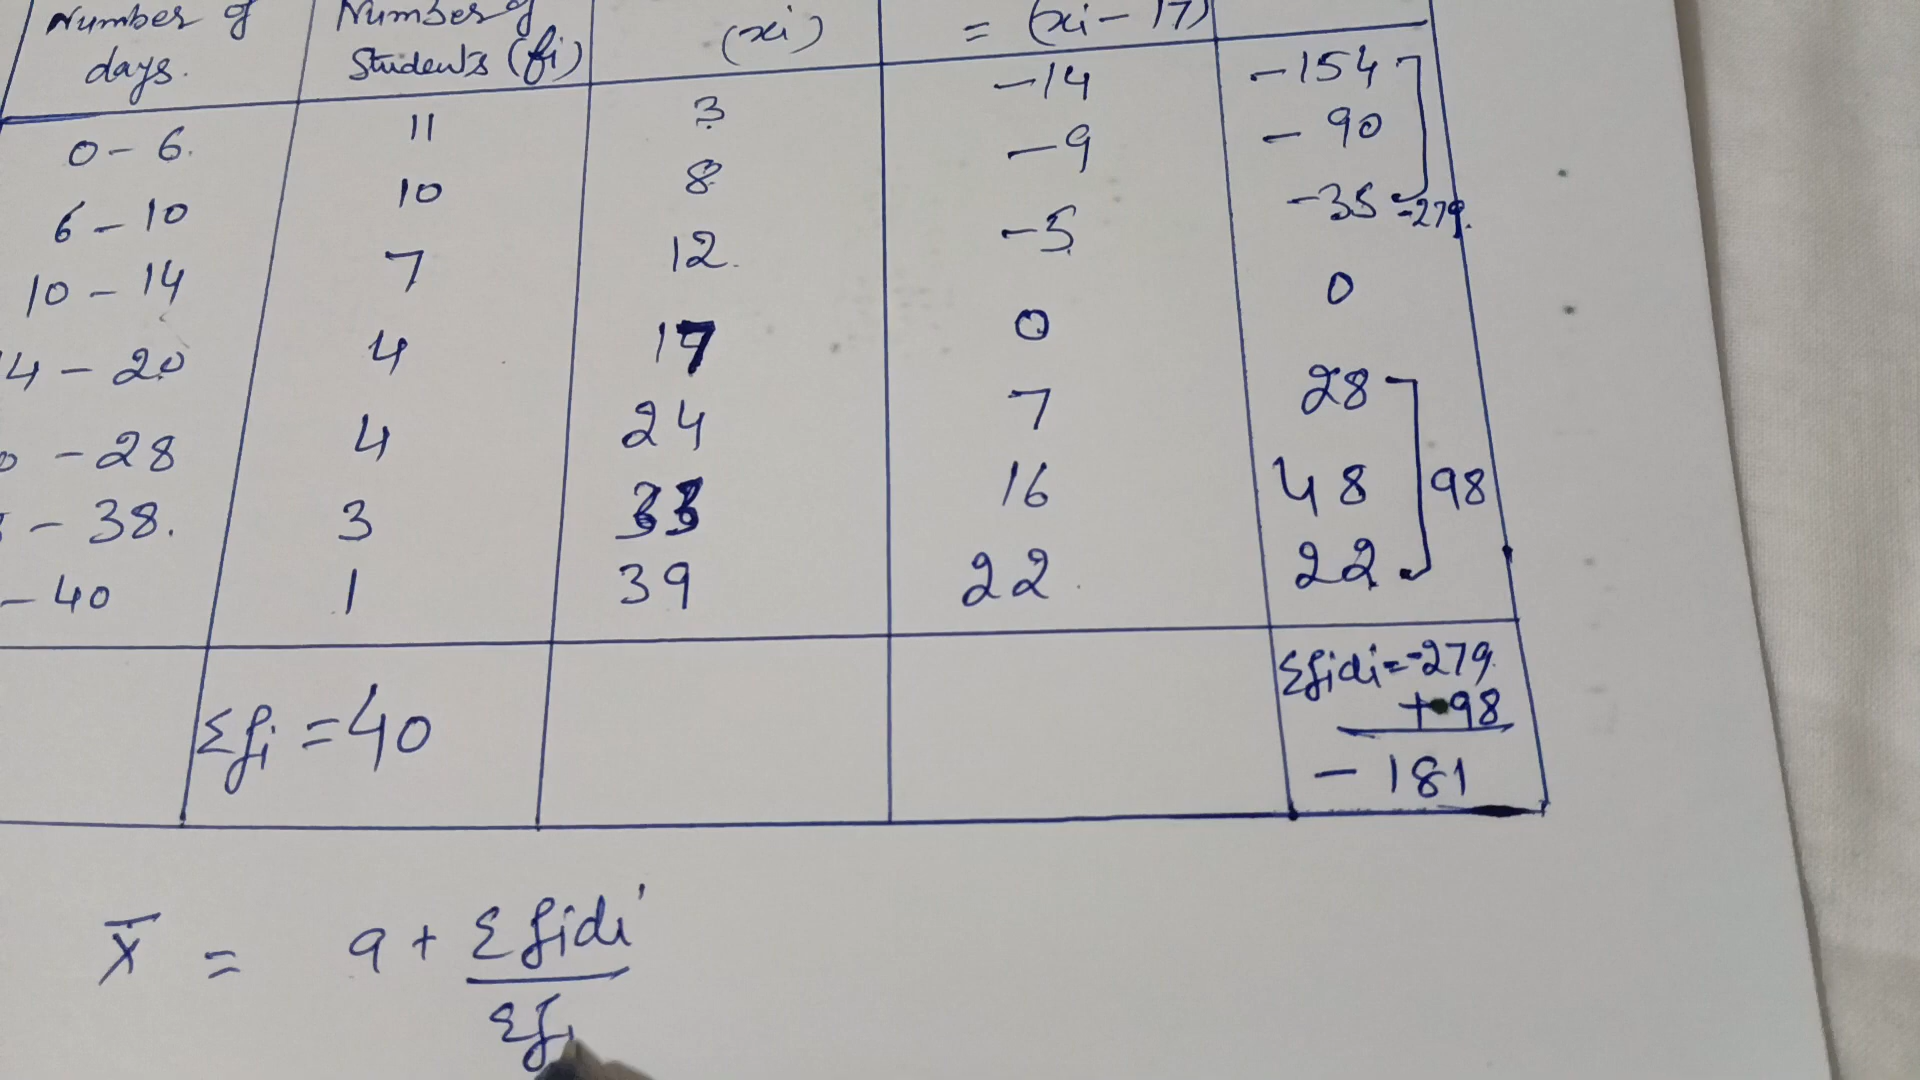 Number of days. Number of Students (fi) (xi) = (xi - 17)
0 - 6. 11 3 -14 -154
6 - 10 10 8 -9 - 90
10 - 14 7 12. -5 -35 -279.
4 - 20 4 17 0 0
0 - 28 4 24 7 28
- 38. 3 33 16 48 98
- 40 1 39 22. 22
Σfi = 40 Σfidi = -279.
+ 98
- 181
X̄ = a + Σfidi
Σfi